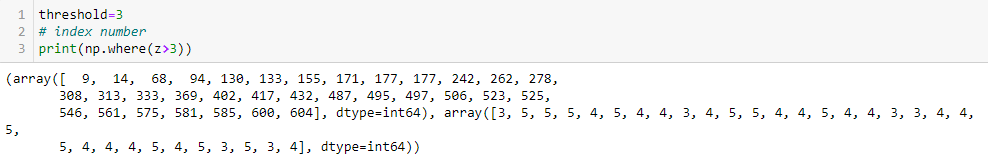 1 threshold=3
2 # index number
3 print(np.where(z>3))
(array([ 9, 14, 68, 94, 130, 133, 155, 171, 177, 177, 242, 262, 278,
308, 313, 333, 369, 402, 417, 432, 487, 495, 497, 506, 523, 525,
546, 561, 575, 581, 585, 600, 604], dtype=int64), array([3, 5, 5, 5, 4, 5, 4, 4, 3, 4, 5, 5, 4, 4, 5, 4, 4, 3, 3, 4, 4,
5,
5, 4, 4, 4, 5, 4, 5, 3, 5, 3, 4], dtype=int64))